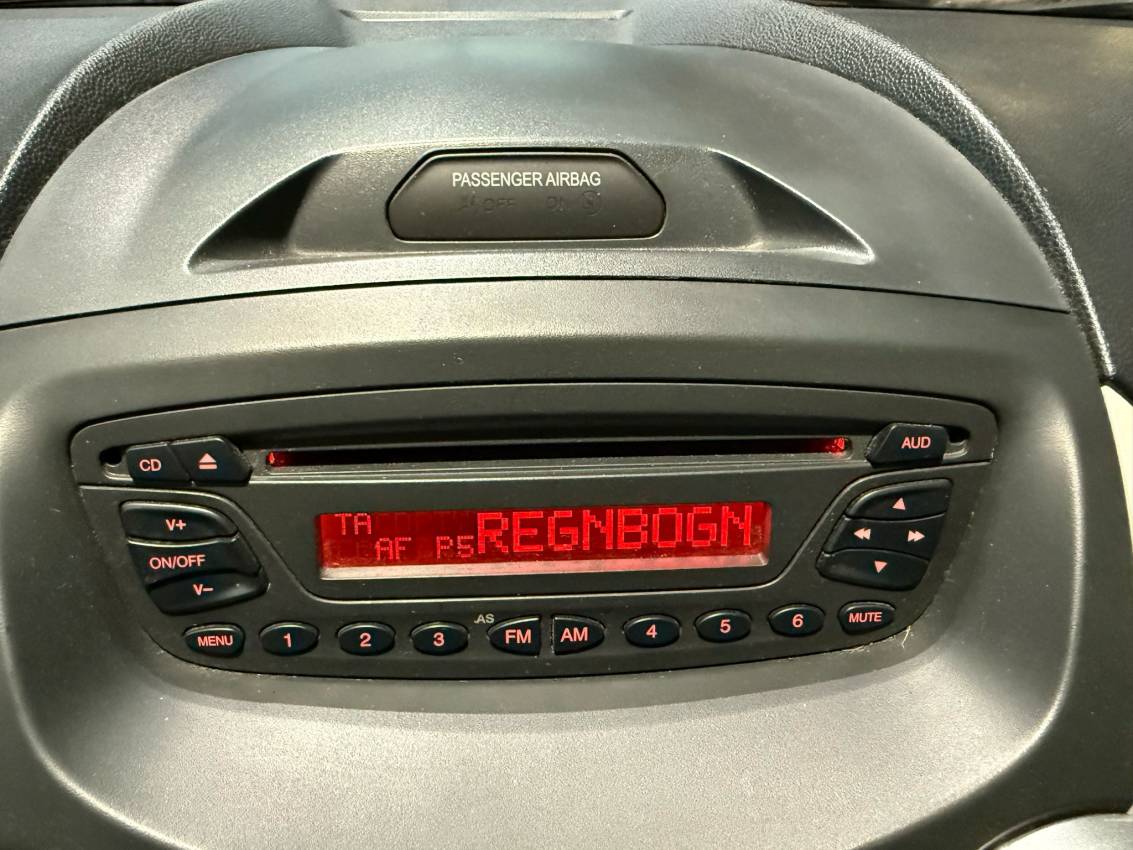 PASSENGER AIRBAG
OFF ON
CD
AUD
V+
ON/OFF
V–
TA
AF P5 REGNBOGN
MENU 1 2 3 AS FM AM 4 5 6 MUTE